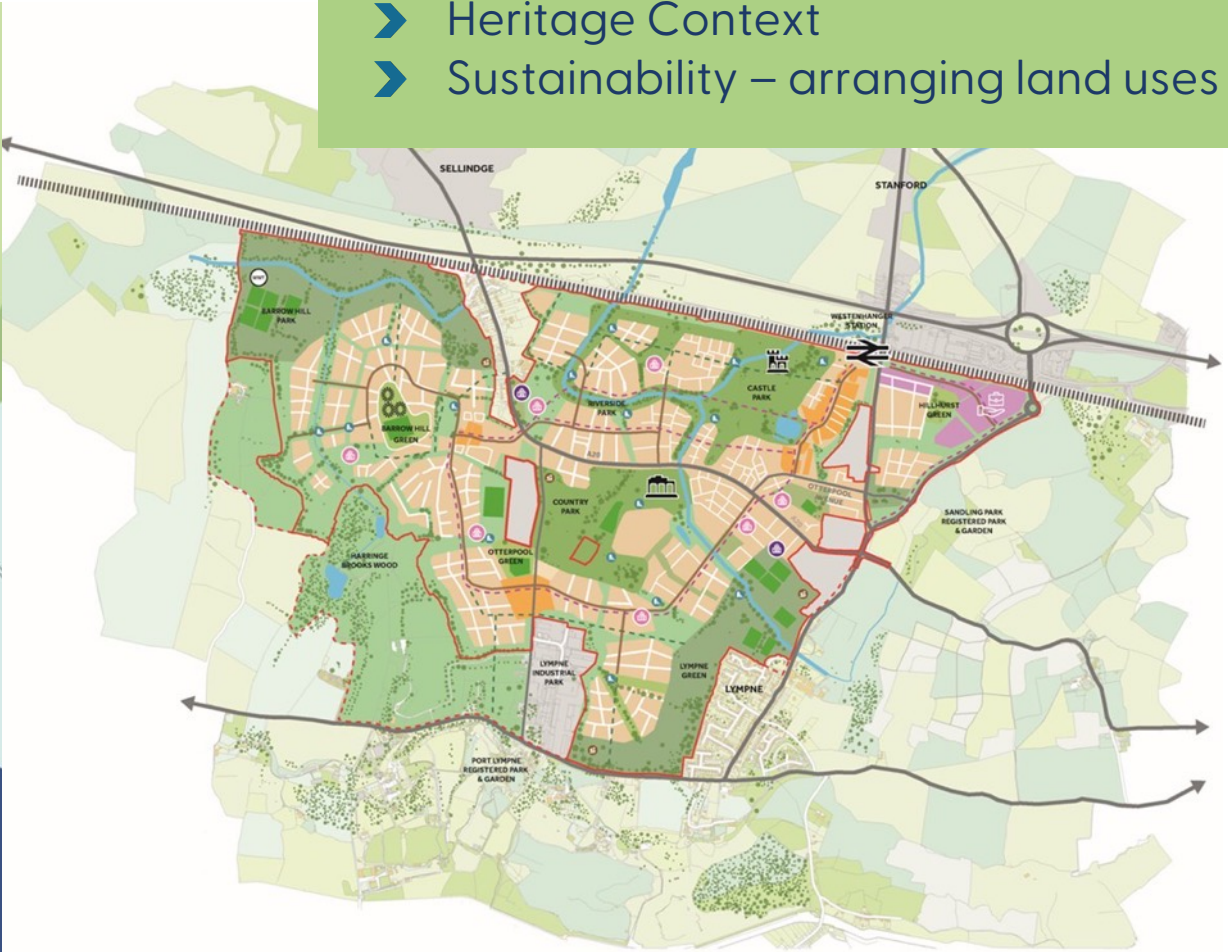 Heritage Context
Sustainability – arranging land uses
SELLINDGE
STANFORD
WWT
BARROW HILL
PARK
WESTENHANGER
STATION
CASTLE
PARK
RIVERSIDE
PARK
HILLHURST
GREEN
BARROW HILL
GREEN
A20
OTTERPOOL
AVENUE
COUNTRY
PARK
SANDLING PARK
REGISTERED PARK
& GARDEN
HARRINGE
BROOKS WOOD
OTTERPOOL
GREEN
LYMPNE
INDUSTRIAL
PARK
LYMPNE
GREEN
LYMPNE
PORT LYMPNE
REGISTERED PARK
& GARDEN